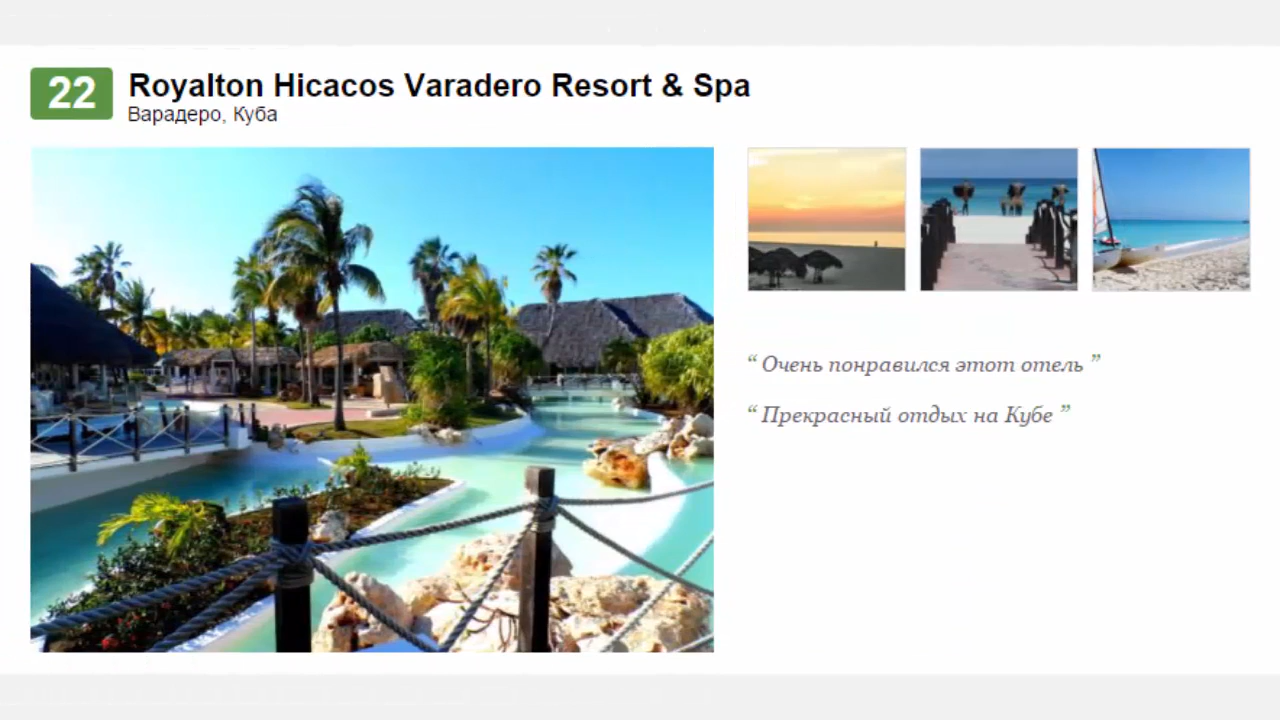 22
Royalton Hicacos Varadero Resort & Spa
Варадеро, Куба
“ Очень понравился этот отель ”
“ Прекрасный отдых на Кубе ”